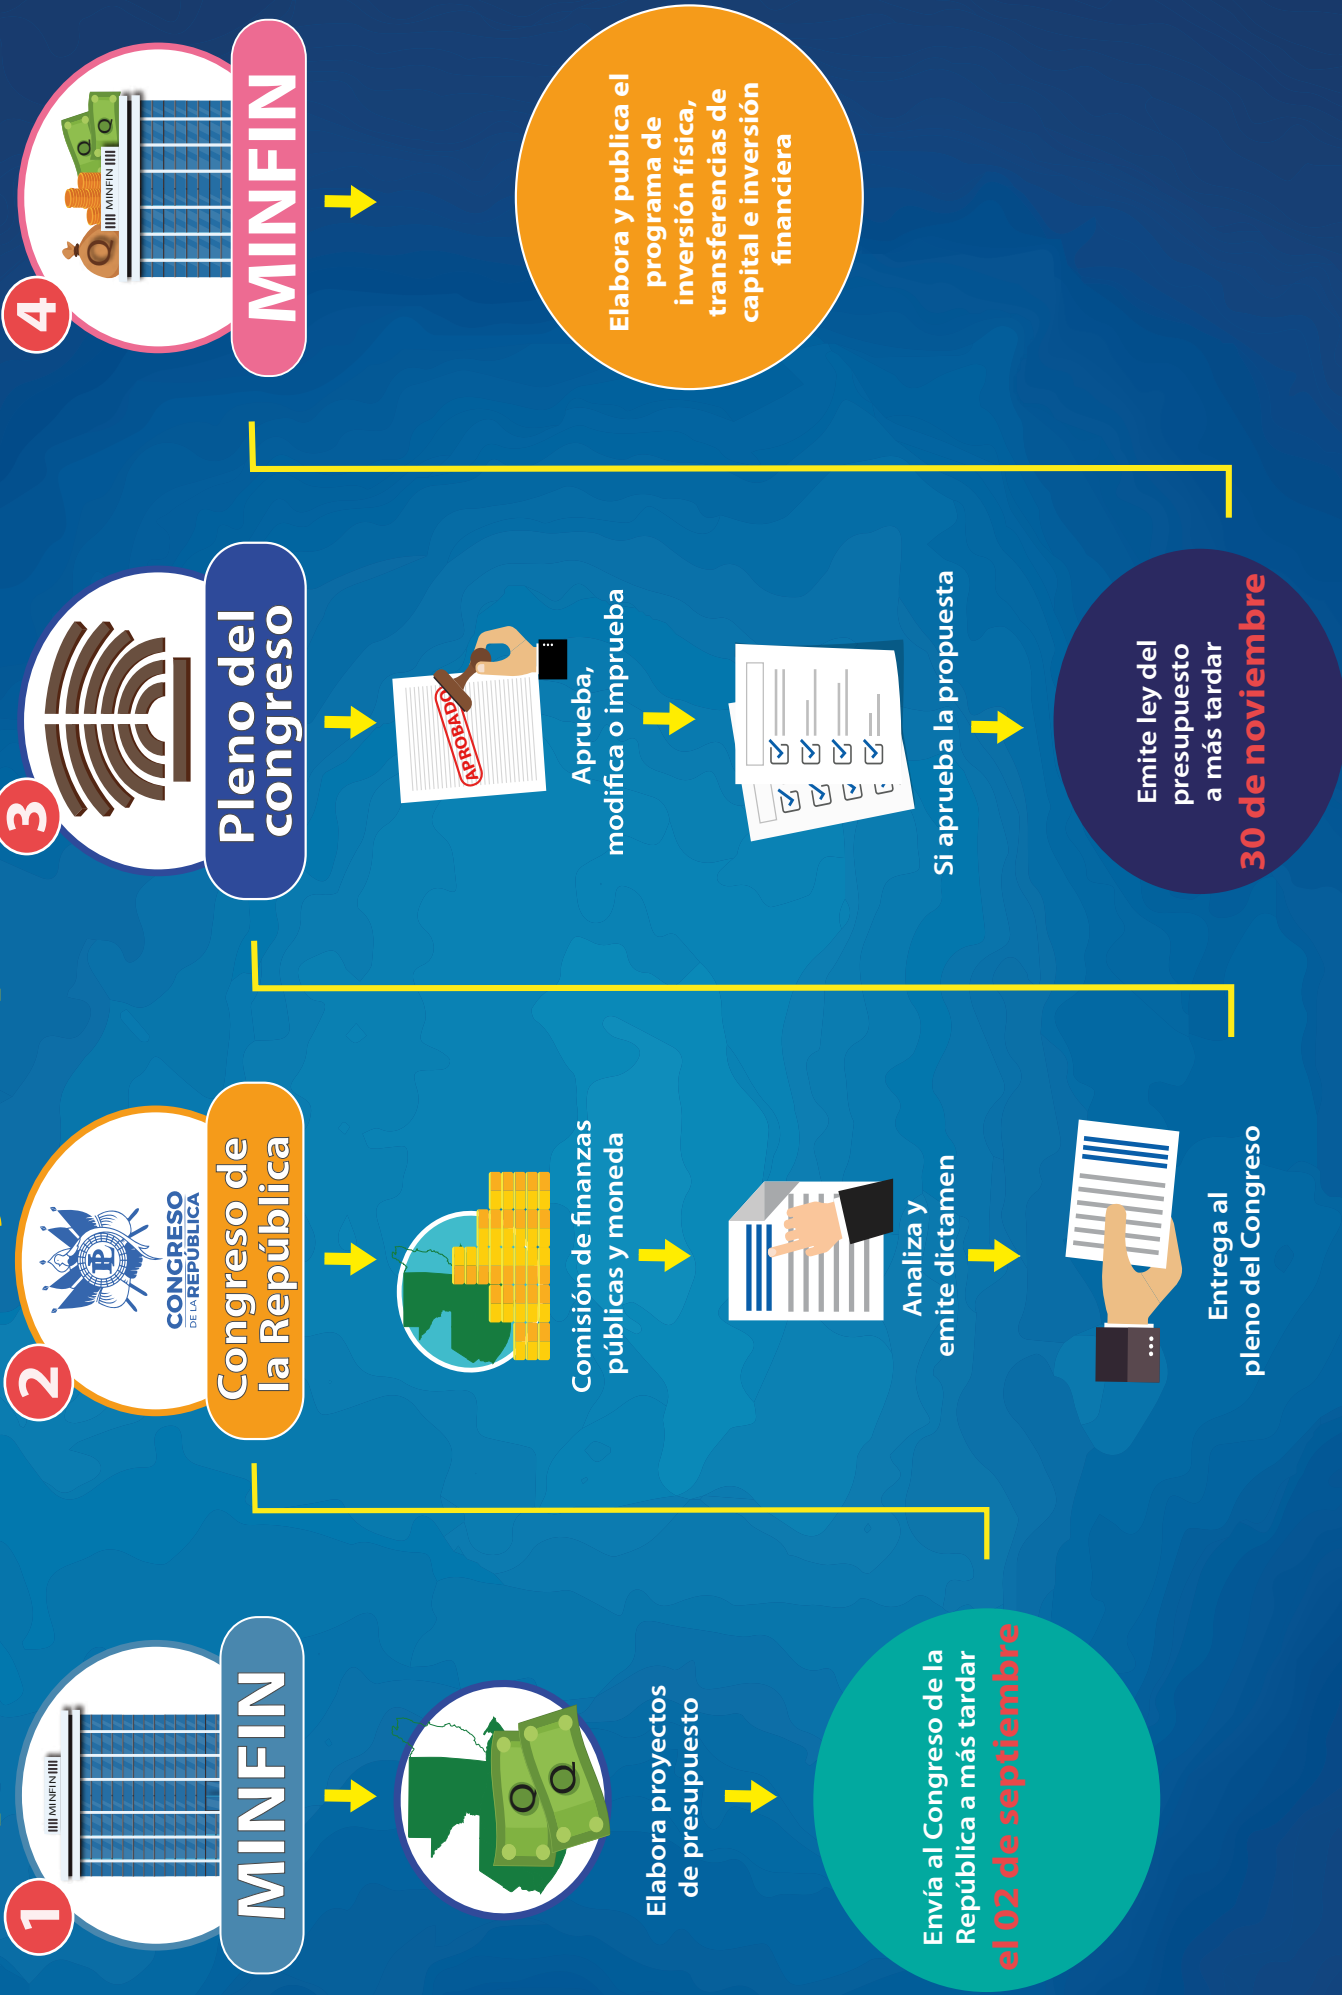 1
MINFIN
MINFIN
Elabora proyectos
de presupuesto
Envía al Congreso de la
República a más tardar
el 02 de septiembre
2
CONGRESO
DE LA REPÚBLICA
Congreso de
la República
Comisión de finanzas
públicas y moneda
Analiza y
emite dictamen
Entrega al
pleno del Congreso
3
Pleno del
congreso
APROBADO
Aprueba,
modifica o imprueba
Si aprueba la propuesta
Emite ley del
presupuesto
a más tardar
30 de noviembre
4
MINFIN
MINFIN
Elabora y publica el
programa de
inversión física,
transferencias de
capital e inversión
financiera